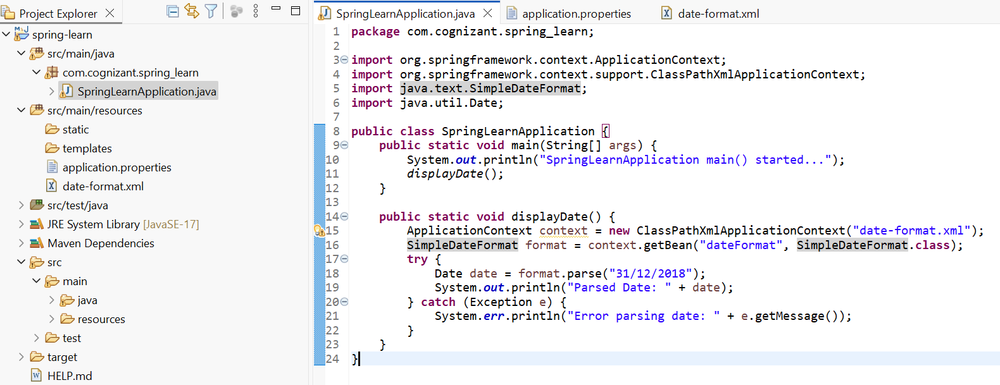 Project Explorer
spring-learn
src/main/java
com.cognizant.spring_learn
SpringLearnApplication.java
src/main/resources
static
templates
application.properties
date-format.xml
src/test/java
JRE System Library [JavaSE-17]
Maven Dependencies
src
main
java
resources
test
target
HELP.md
SpringLearnApplication.java application.properties date-format.xml
1 package com.cognizant.spring_learn;
2
3 import org.springframework.context.ApplicationContext;
4 import org.springframework.context.support.ClassPathXmlApplicationContext;
5 import java.text.SimpleDateFormat;
6 import java.util.Date;
7
8 public class SpringLearnApplication {
9 public static void main(String[] args) {
10 System.out.println("SpringLearnApplication main() started...");
11 displayDate();
12 }
13
14 public static void displayDate() {
15 ApplicationContext context = new ClassPathXmlApplicationContext("date-format.xml");
16 SimpleDateFormat format = context.getBean("dateFormat", SimpleDateFormat.class);
17 try {
18 Date date = format.parse("31/12/2018");
19 System.out.println("Parsed Date: " + date);
20 } catch (Exception e) {
21 System.err.println("Error parsing date: " + e.getMessage());
22 }
23 }
24 }